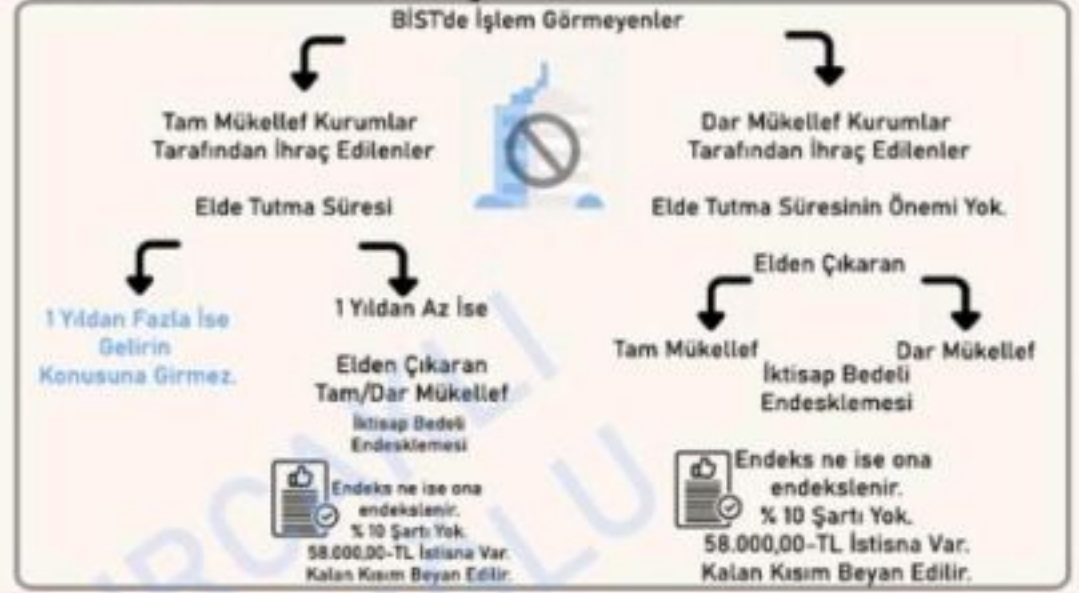 BİST'de İşlem Görmeyenler
Tam Mükellef Kurumlar
Tarafından İhraç Edilenler
Elde Tutma Süresi
1 Yıldan Fazla İse
Gelirin
Konusuna Girmez.
1 Yıldan Az İse
Elden Çıkaran
Tam/Dar Mükellef
İktisap Bedeli
Endesklemesi
Endeks ne ise ona
endekslenir.
% 10 Şartı Yok.
58.000,00-TL İstisna Var.
Kalan Kısım Beyan Edilir.
Dar Mükellef Kurumlar
Tarafından İhraç Edilenler
Elde Tutma Süresinin Önemi Yok.
Elden Çıkaran
Tam Mükellef
Dar Mükellef
İktisap Bedeli
Endesklemesi
Endeks ne ise ona
endekslenir.
% 10 Şartı Yok.
58.000,00-TL İstisna Var.
Kalan Kısım Beyan Edilir.